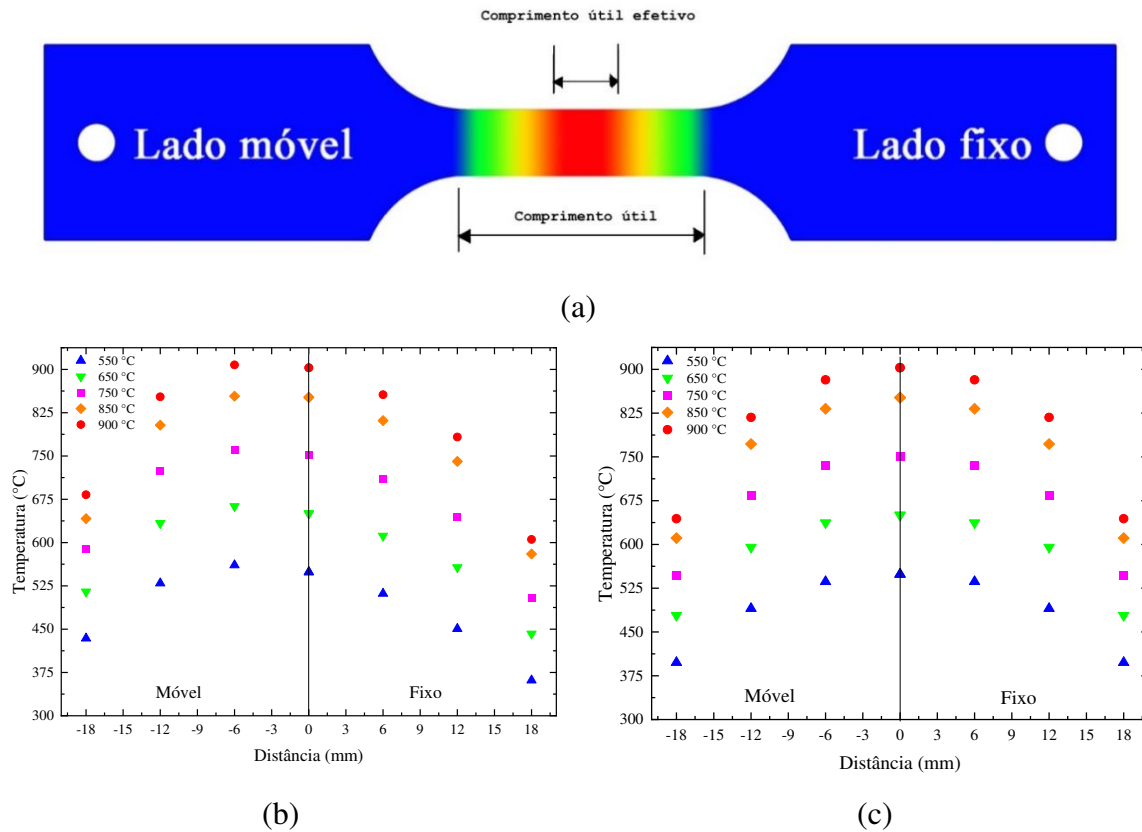 Comprimento útil efetivo
Lado móvel
Lado fixo
Comprimento útil
(a)
900
825
750
675
600
525
450
375
300
Temperatura (°C)
550 °C
650 °C
750 °C
850 °C
900 °C
Móvel
Fixo
-18 -15 -12 -9 -6 -3 0 3 6 9 12 15 18
Distância (mm)
(b)
900
825
750
675
600
525
450
375
300
Temperatura (°C)
550 °C
650 °C
750 °C
850 °C
900 °C
Móvel
Fixo
-18 -15 -12 -9 -6 -3 0 3 6 9 12 15 18
Distância (mm)
(c)